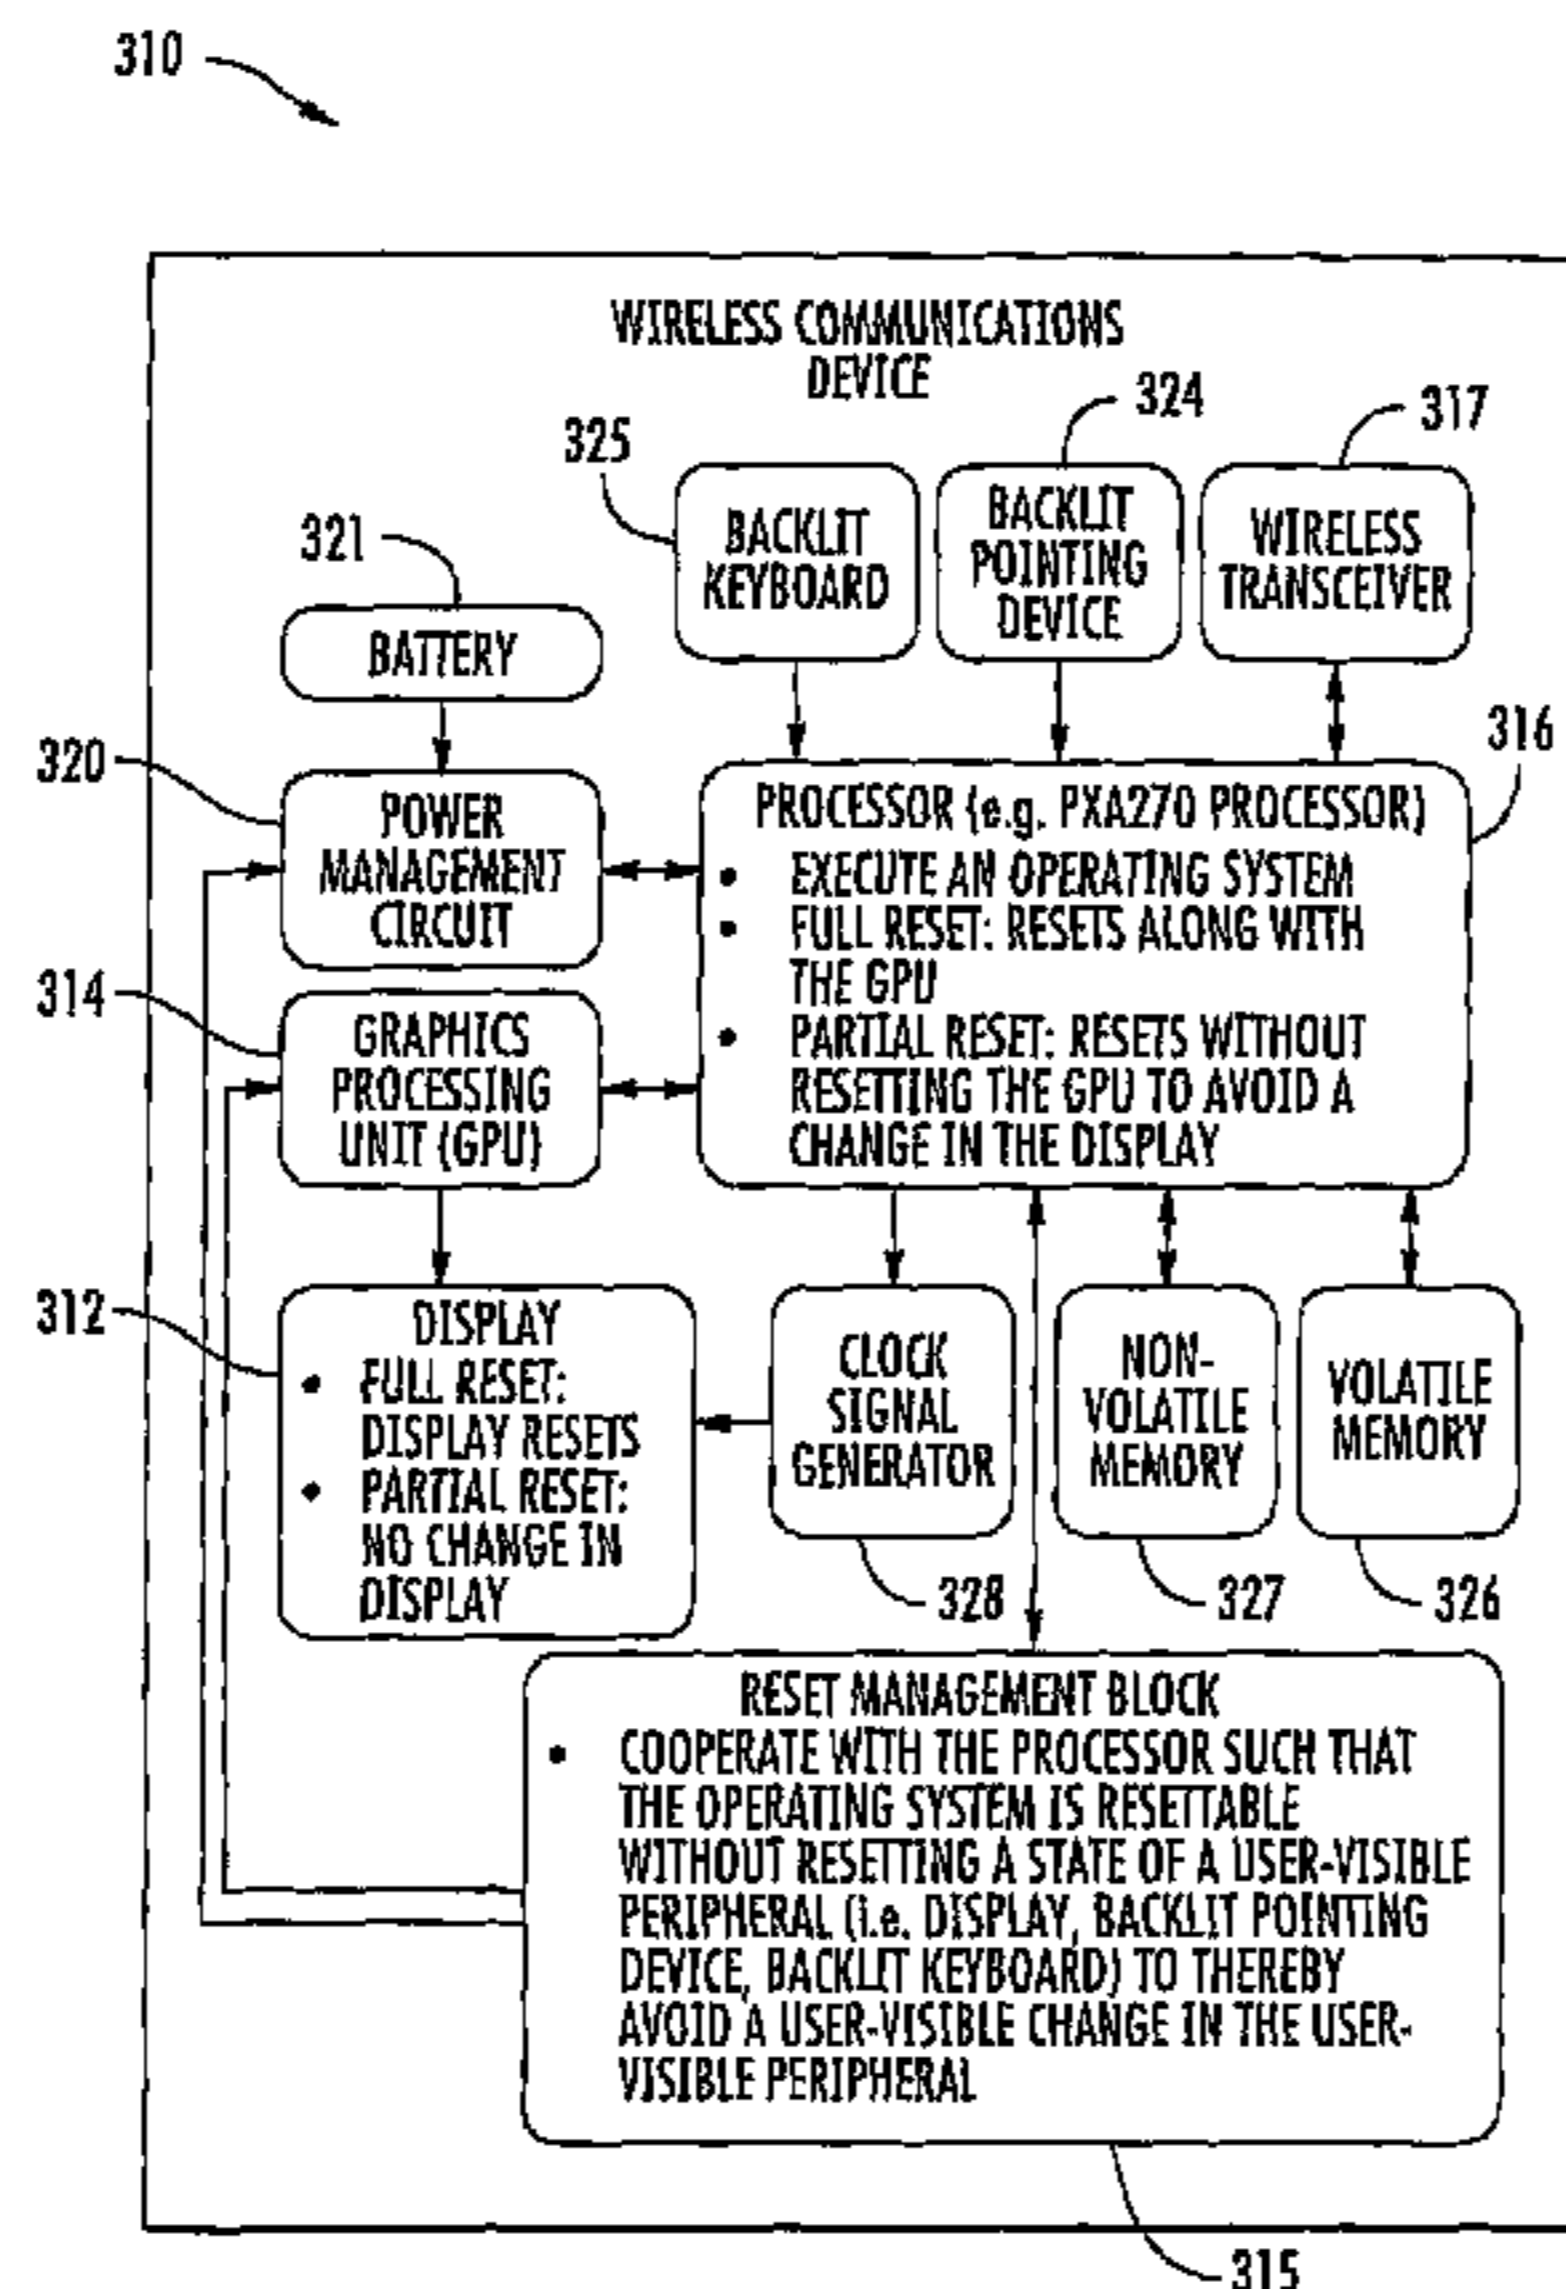 310
WIRELESS COMMUNICATIONS
DEVICE
324
317
325
321
BACKLIT
KEYBOARD
BACKLIT
POINTING
DEVICE
WIRELESS
TRANSCEIVER
BATTERY
320
316
POWER
MANAGEMENT
CIRCUIT
PROCESSOR (e.g. PXA270 PROCESSOR)
• EXECUTE AN OPERATING SYSTEM
• FULL RESET: RESETS ALONG WITH
THE GPU
• PARTIAL RESET: RESETS WITHOUT
RESETTING THE GPU TO AVOID A
CHANGE IN THE DISPLAY
314
GRAPHICS
PROCESSING
UNIT (GPU)
312
DISPLAY
• FULL RESET:
DISPLAY RESETS
• PARTIAL RESET:
NO CHANGE IN
DISPLAY
CLOCK
SIGNAL
GENERATOR
NON-
VOLATILE
MEMORY
VOLATILE
MEMORY
328
327
326
RESET MANAGEMENT BLOCK
• COOPERATE WITH THE PROCESSOR SUCH THAT
THE OPERATING SYSTEM IS RESETTABLE
WITHOUT RESETTING A STATE OF A USER-VISIBLE
PERIPHERAL (i.e. DISPLAY, BACKLIT POINTING
DEVICE, BACKLIT KEYBOARD) TO THEREBY
AVOID A USER-VISIBLE CHANGE IN THE USER-
VISIBLE PERIPHERAL
315